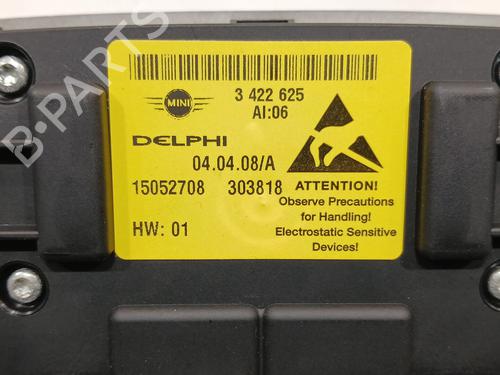 MINI
3 422 625
AI:06
DELPHI
04.04.08/A
15052708 303818
HW: 01
ATTENTION!
Observe Precautions
for Handling!
Electrostatic Sensitive
Devices!
B-PARTS